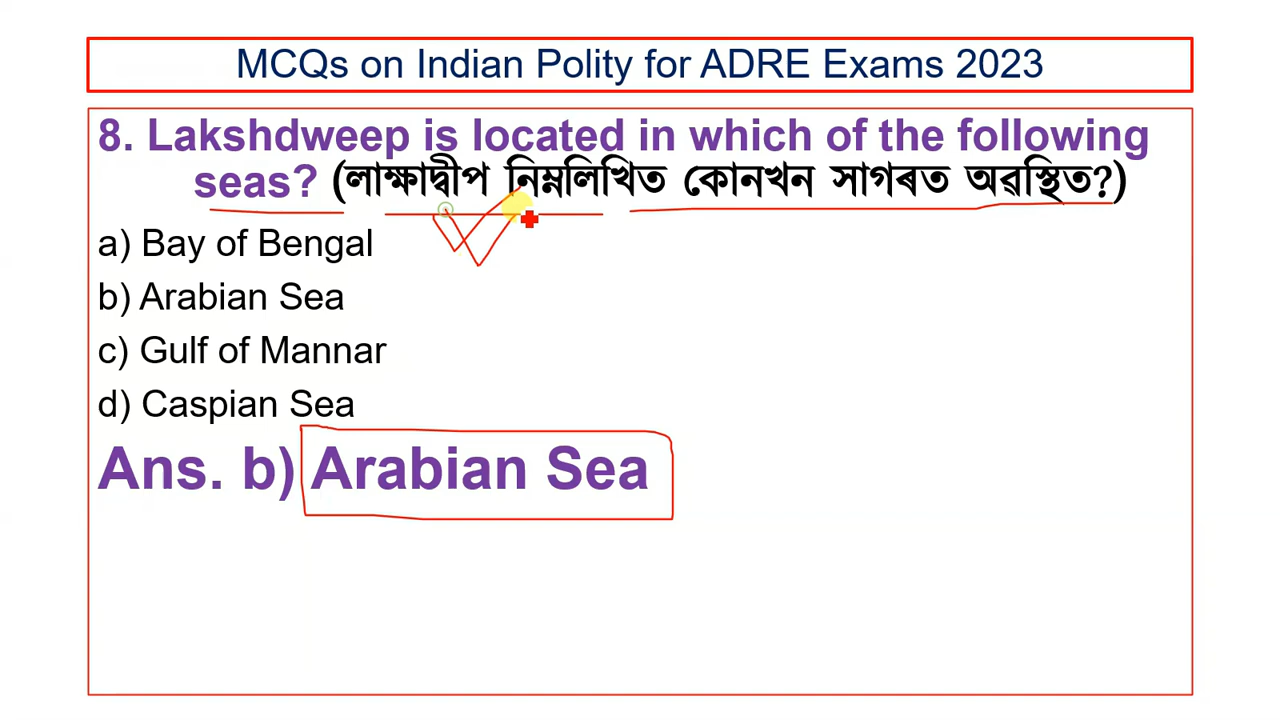 MCQs on Indian Polity for ADRE Exams 2023
8. Lakshdweep is located in which of the following
seas? (লাক্ষাদ্বীপ নিম্নলিখিত কোনখন সাগৰত অৱস্থিত?)
a) Bay of Bengal
b) Arabian Sea
c) Gulf of Mannar
d) Caspian Sea
Ans. b) Arabian Sea